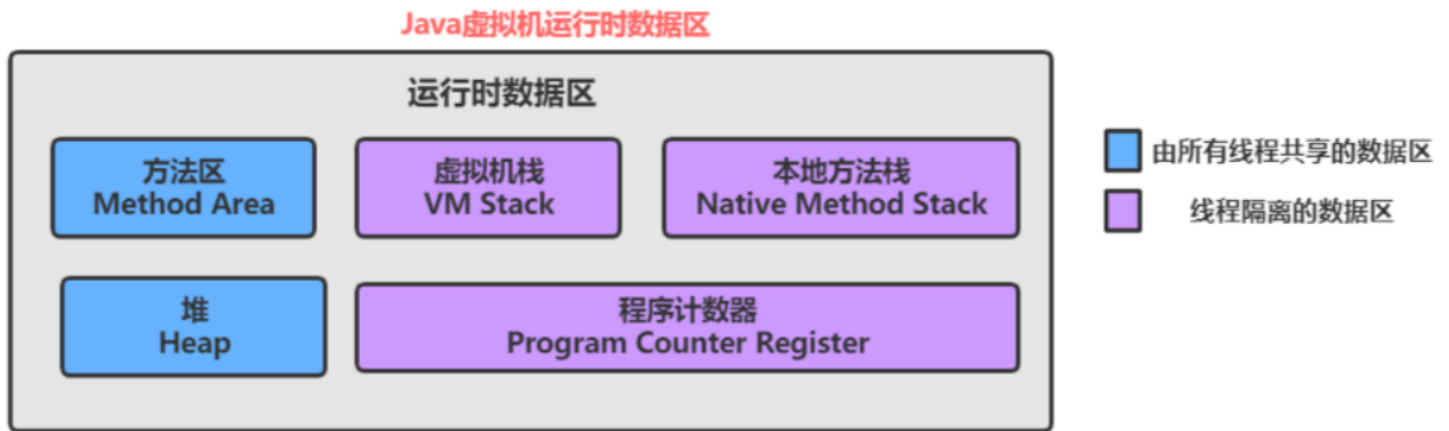 Java虚拟机运行时数据区
运行时数据区
方法区
Method Area
虚拟机栈
VM Stack
本地方法栈
Native Method Stack
堆
Heap
程序计数器
Program Counter Register
由所有线程共享的数据区
线程隔离的数据区